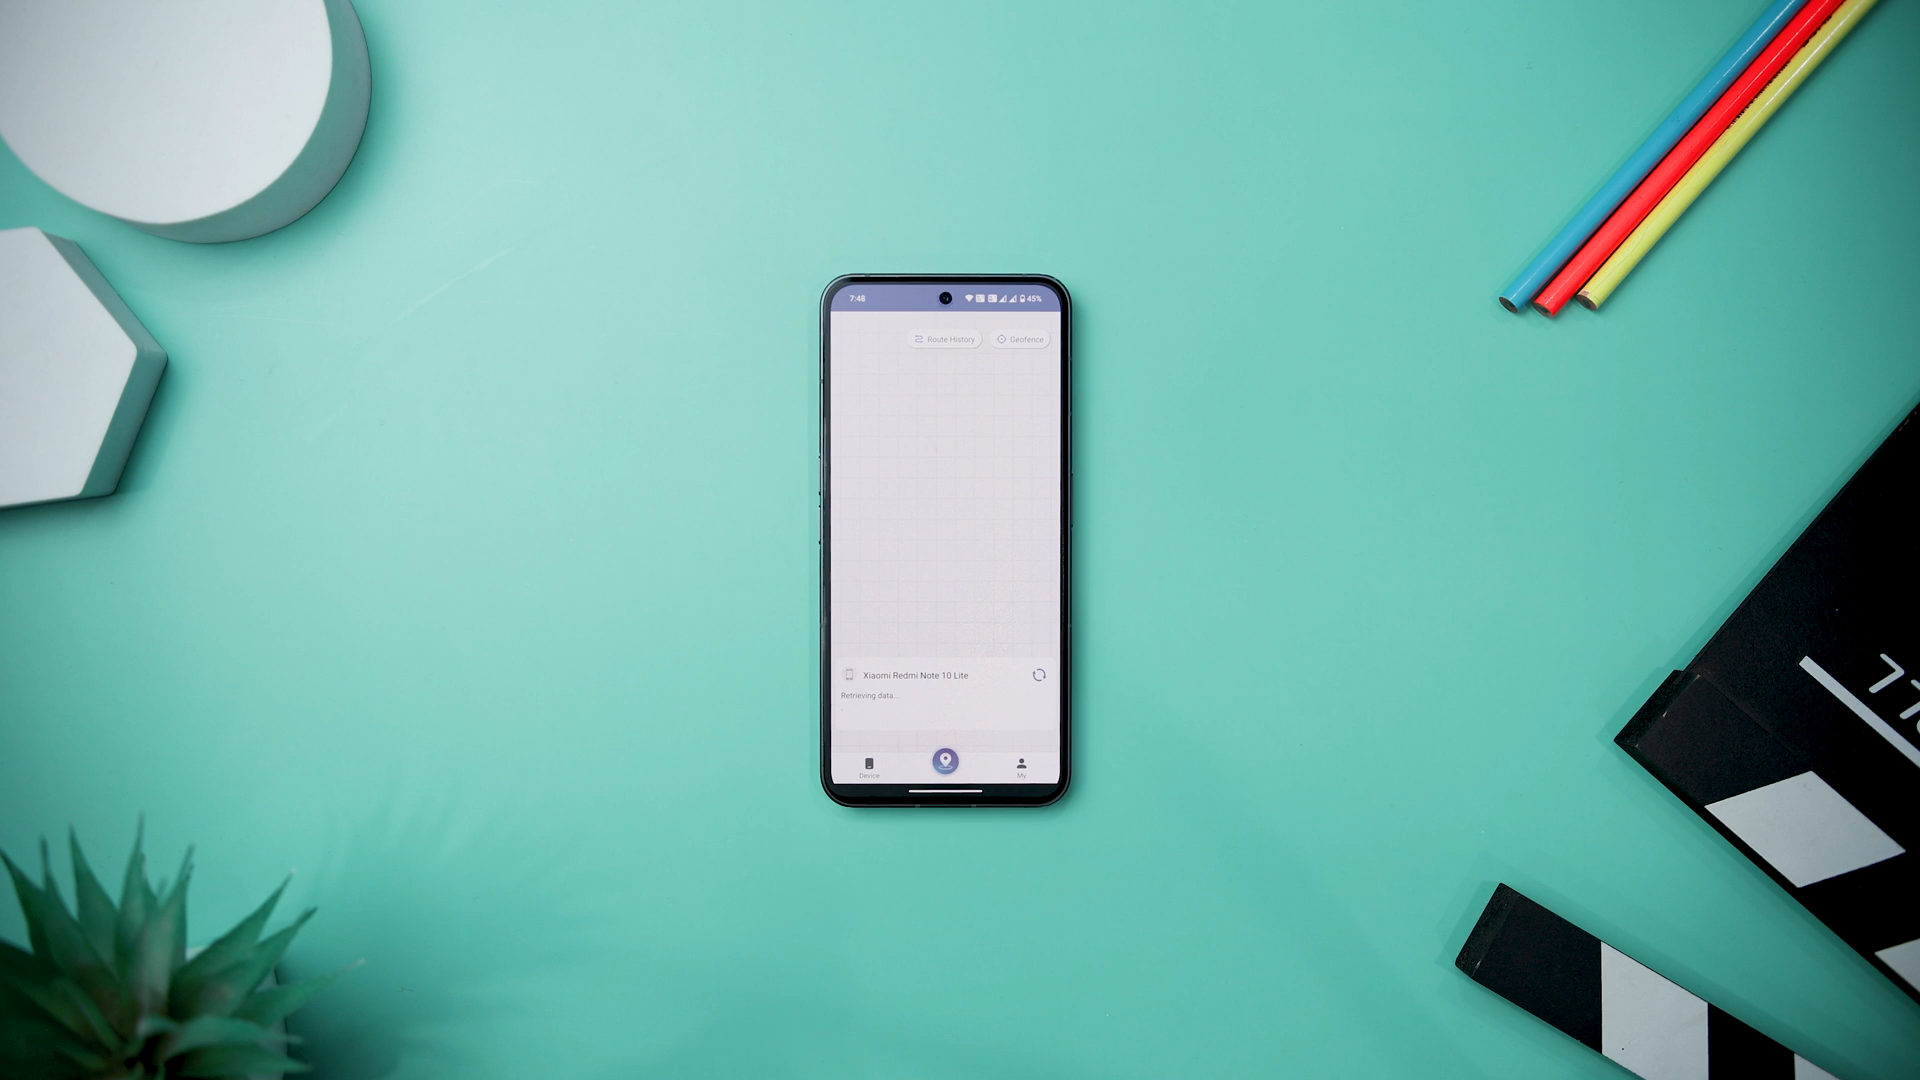 7:48 45%
Route History Geofence
Xiaomi Redmi Note 10 Lite
Retrieving data...
Device My